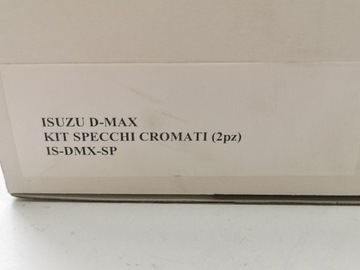 ISUZU D-MAX
KIT SPECCHI CROMATI (2pz)
IS-DMX-SP